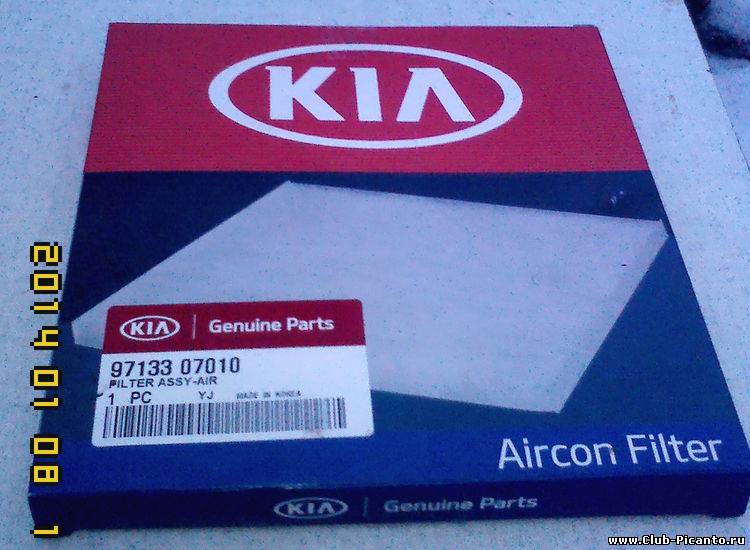 KIA
KIA | Genuine Parts
97133 07010
FILTER ASSY-AIR
1 PC YJ MADE IN KOREA
Aircon Filter
KIA | Genuine Parts
2014 01 08 1
www.Club-Picanto.ru